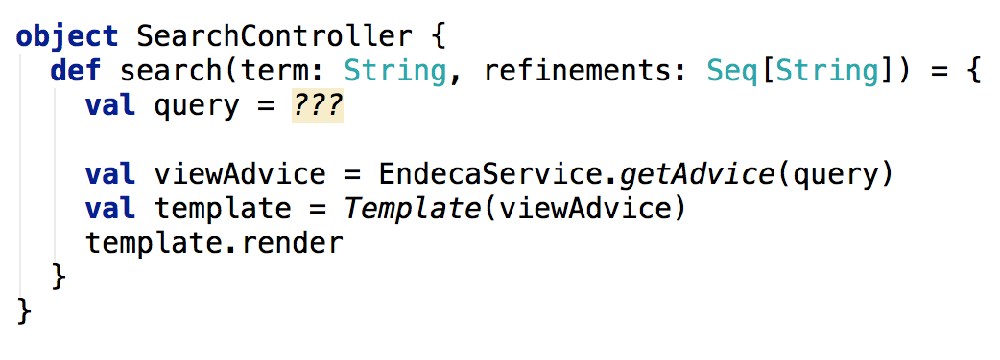 object SearchController {
  def search(term: String, refinements: Seq[String]) = {
    val query = ???

    val viewAdvice = EndecaService.getAdvice(query)
    val template = Template(viewAdvice)
    template.render
  }
}